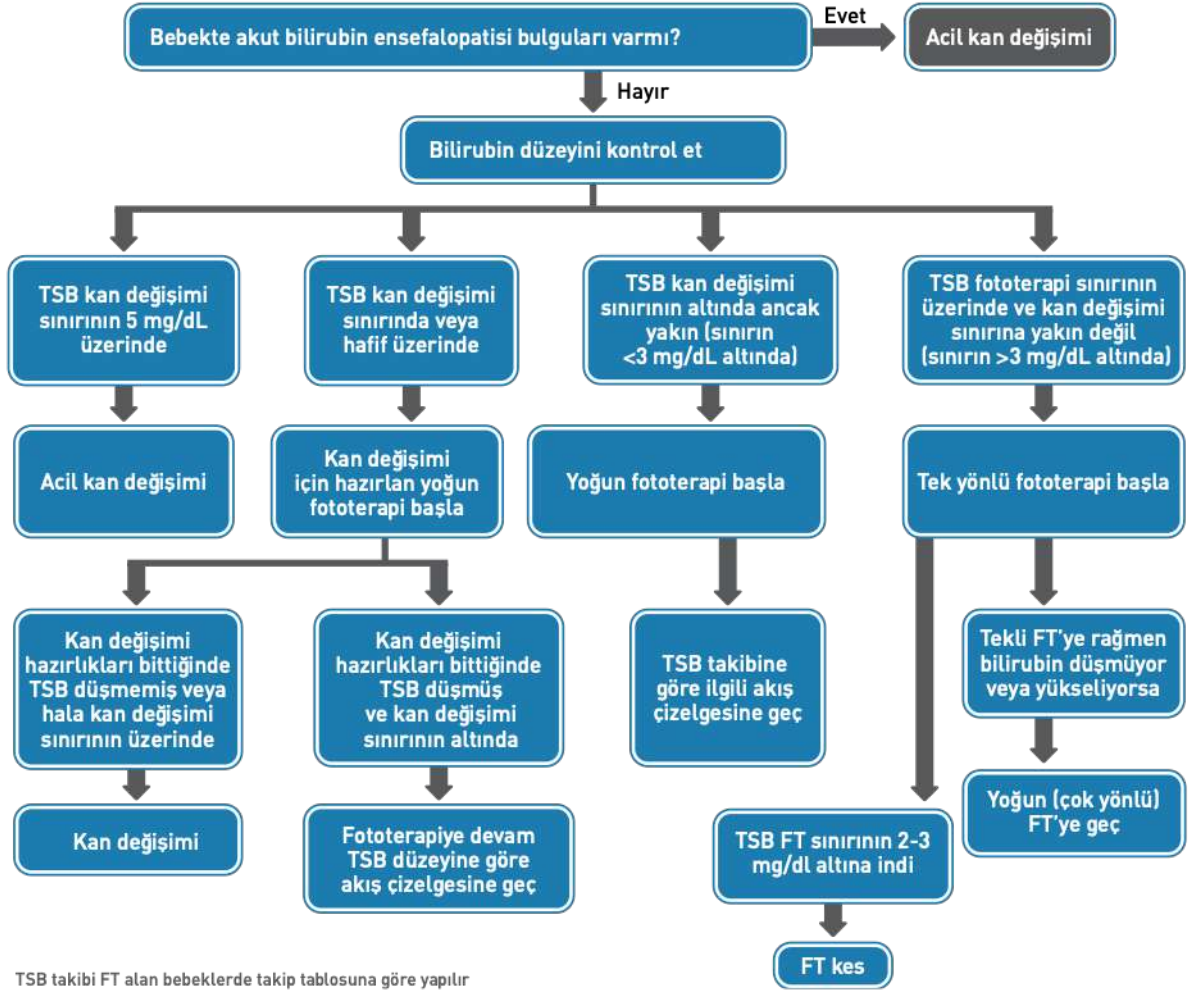 Bebekte akut bilirubin ensefalopatisi bulguları varmı?
Evet
Acil kan değişimi
Hayır
Bilirubin düzeyini kontrol et
TSB kan değişimi
sınırının 5 mg/dL
üzerinde
TSB kan değişimi
sınırında veya
hafif üzerinde
TSB kan değişimi
sınırının altında ancak
yakın (sınırın
<3 mg/dL altında)
TSB fototerapi sınırının
üzerinde ve kan değişimi
sınırına yakın değil
(sınırın >3 mg/dL altında)
Acil kan değişimi
Kan değişimi
için hazırlan yoğun
fototerapi başla
Yoğun fototerapi başla
Tek yönlü fototerapi başla
Kan değişimi
hazırlıkları bittiğinde
TSB düşmemiş veya
hala kan değişimi
sınırının üzerinde
Kan değişimi
hazırlıkları bittiğinde
TSB düşmüş
ve kan değişimi
sınırının altında
TSB takibine
göre ilgili akış
çizelgesine geç
Tekli FT'ye rağmen
bilirubin düşmüyor
veya yükseliyorsa
Kan değişimi
Fototerapiye devam
TSB düzeyine göre
akış çizelgesine geç
TSB FT sınırının 2-3
mg/dl altına indi
Yoğun (çok yönlü)
FT'ye geç
FT kes
TSB takibi FT alan bebeklerde takip tablosuna göre yapılır